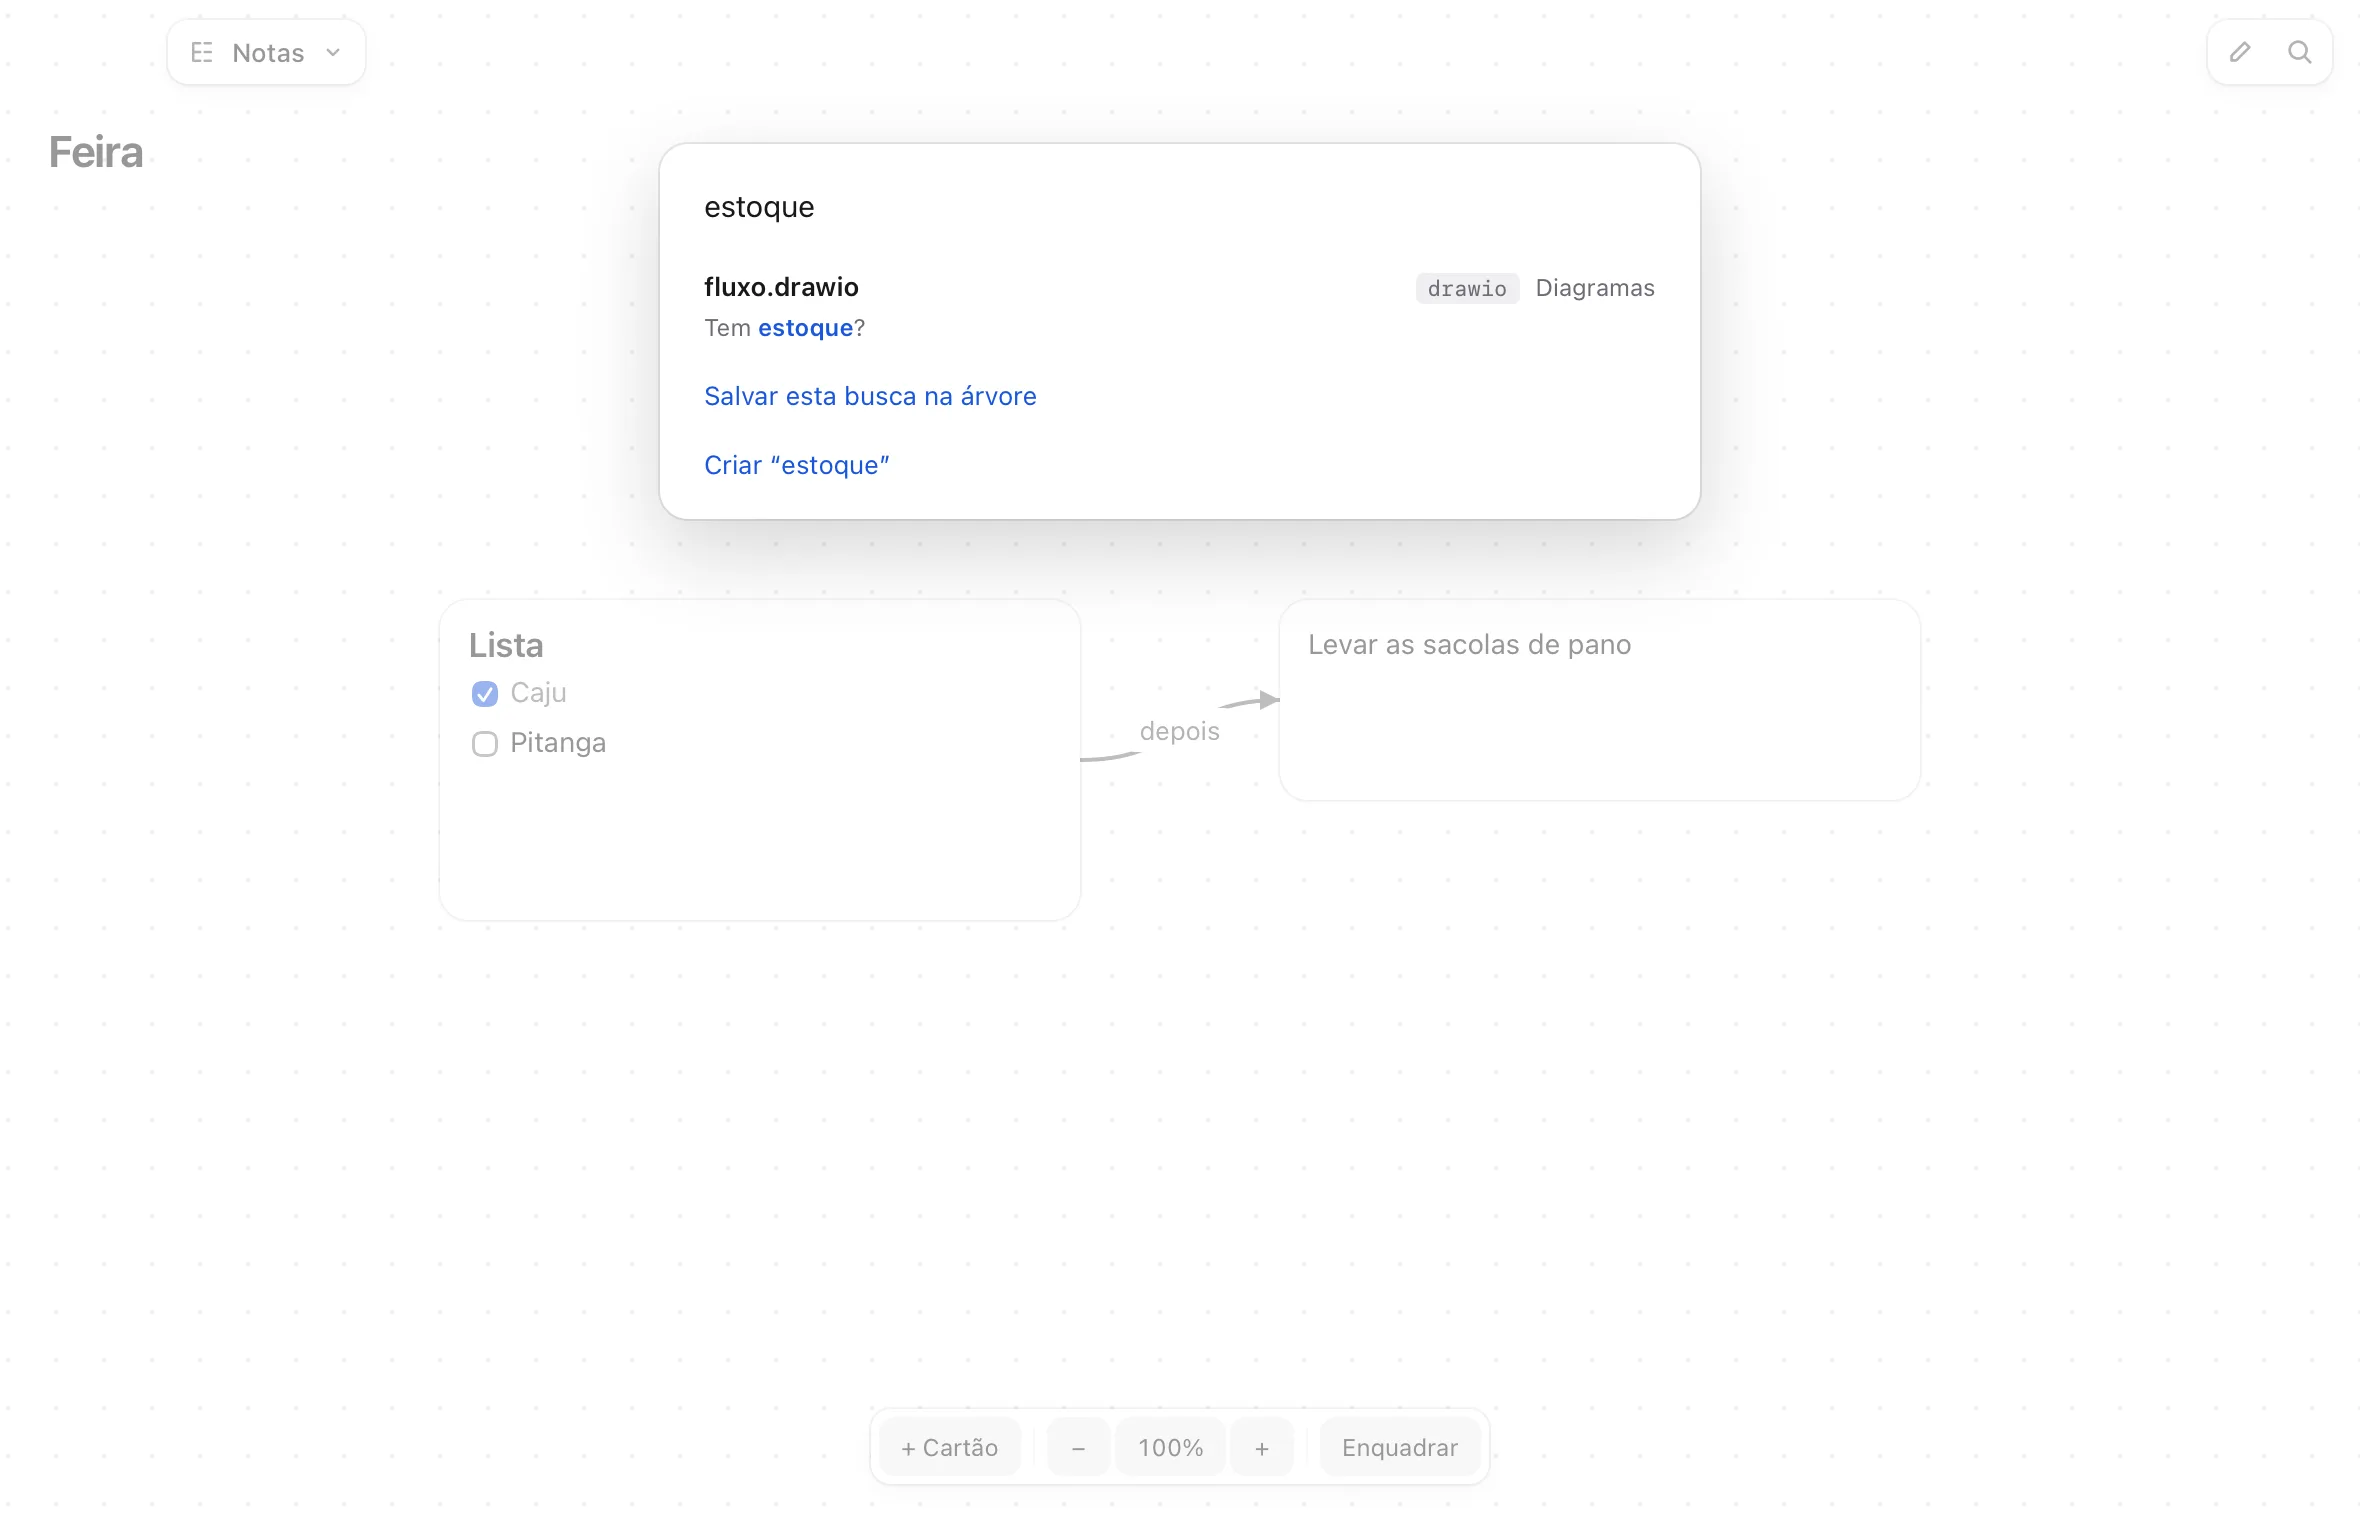 Notas
Feira
estoque
fluxo.drawio
drawio Diagramas
Tem estoque?
Salvar esta busca na árvore
Criar “estoque”
Lista
Caju
Pitanga
depois
Levar as sacolas de pano
+ Cartão
−
100%
+
Enquadrar